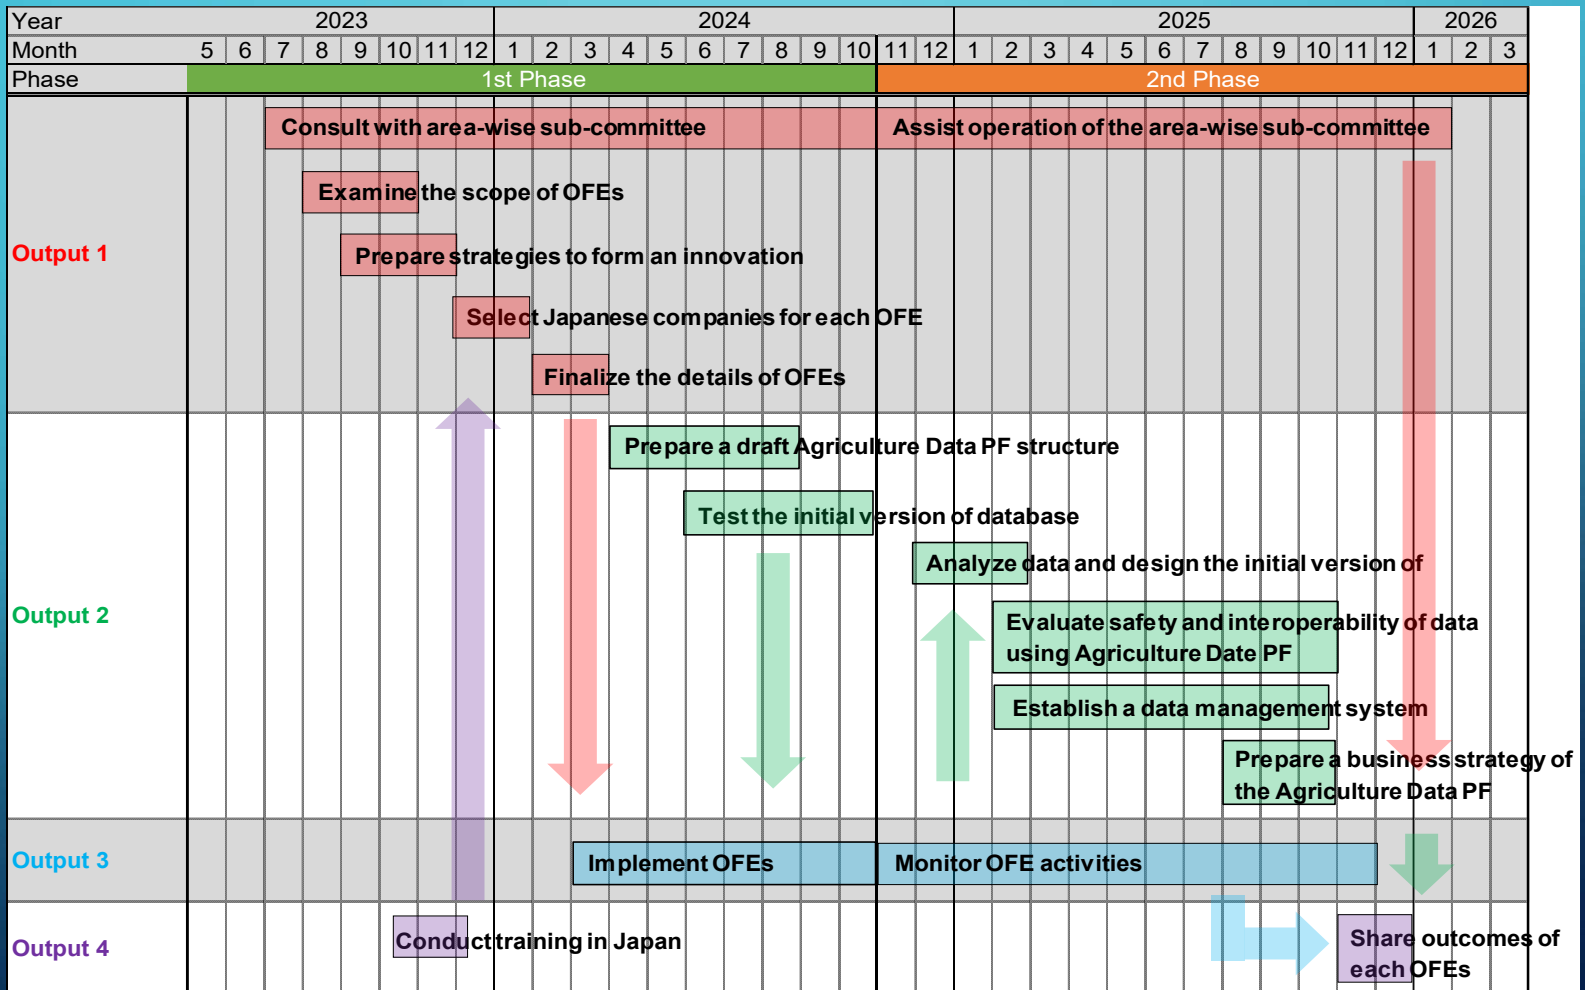 Year 2023 2024 2025 2026
Month 5 6 7 8 9 10 11 12 1 2 3 4 5 6 7 8 9 10 11 12 1 2 3 4 5 6 7 8 9 10 11 12 1 2 3
Phase 1st Phase 2nd Phase
Consult with area-wise sub-committee Assist operation of the area-wise sub-committee
Examine the scope of OFEs
Output 1
Prepare strategies to form an innovation
Select Japanese companies for each OFE
Finalize the details of OFEs
Prepare a draft Agriculture Data PF structure
Test the initial version of database
Analyze data and design the initial version of
Output 2
Evaluate safety and interoperability of data
using Agriculture Date PF
Establish a data management system
Prepare a business strategy of
the Agriculture Data PF
Output 3 Implement OFEs Monitor OFE activities
Output 4 Conduct training in Japan
Share outcomes of
each OFEs